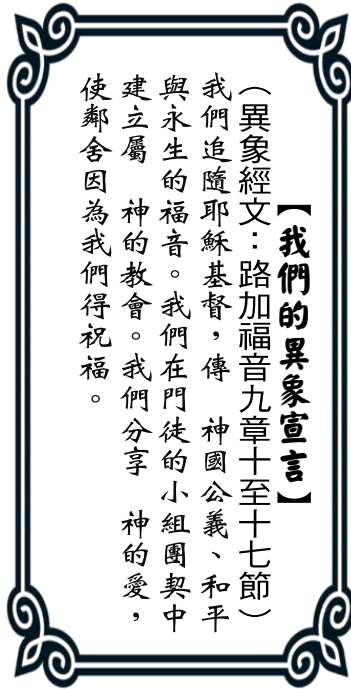 【我們的異象宣言】
（異象經文：路加福音九章十至十七節）
我們追隨耶穌基督，傳　神國公義、和平
與永生的福音。我們在門徒的小組團契中
建立屬　神的教會。我們分享　神的愛，
使鄰舍因為我們得祝福。